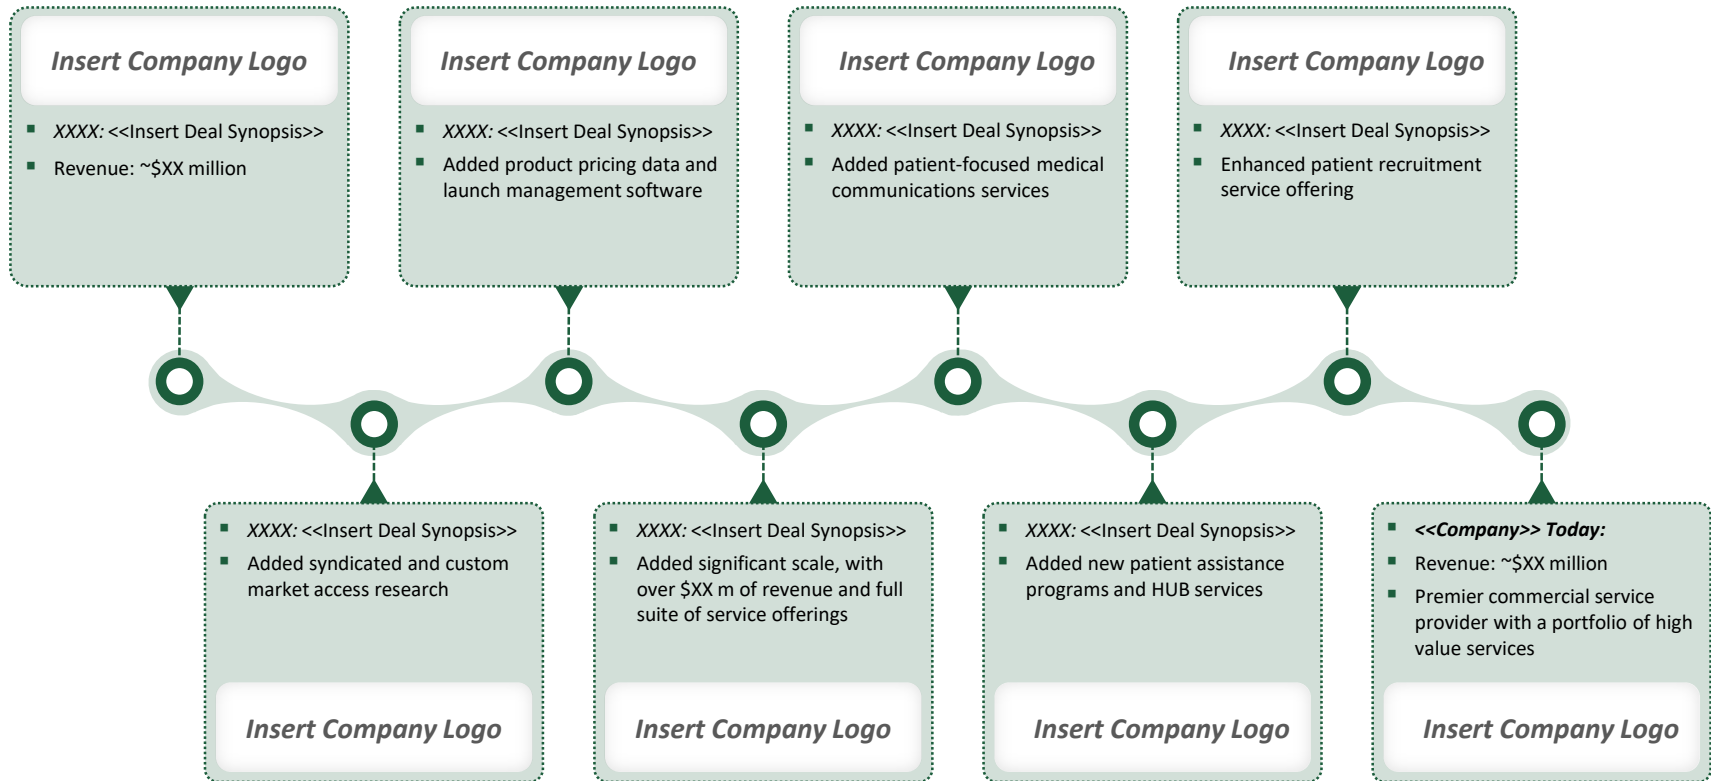 Insert Company Logo
▪ XXXX: <<Insert Deal Synopsis>>
▪ Revenue: ~$XX million
Insert Company Logo
▪ XXXX: <<Insert Deal Synopsis>>
▪ Added product pricing data and
launch management software
Insert Company Logo
▪ XXXX: <<Insert Deal Synopsis>>
▪ Added patient-focused medical
communications services
Insert Company Logo
▪ XXXX: <<Insert Deal Synopsis>>
▪ Enhanced patient recruitment
service offering
▪ XXXX: <<Insert Deal Synopsis>>
▪ Added syndicated and custom
market access research
Insert Company Logo
▪ XXXX: <<Insert Deal Synopsis>>
▪ Added significant scale, with
over $XX m of revenue and full
suite of service offerings
Insert Company Logo
▪ XXXX: <<Insert Deal Synopsis>>
▪ Added new patient assistance
programs and HUB services
Insert Company Logo
▪ <<Company>> Today:
▪ Revenue: ~$XX million
▪ Premier commercial service
provider with a portfolio of high
value services
Insert Company Logo